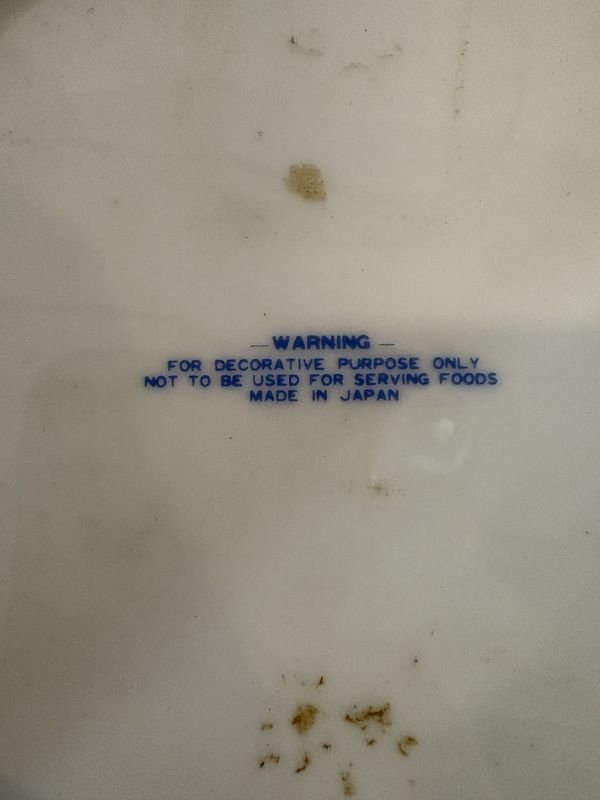 — WARNING —
FOR DECORATIVE PURPOSE ONLY
NOT TO BE USED FOR SERVING FOODS.
MADE IN JAPAN